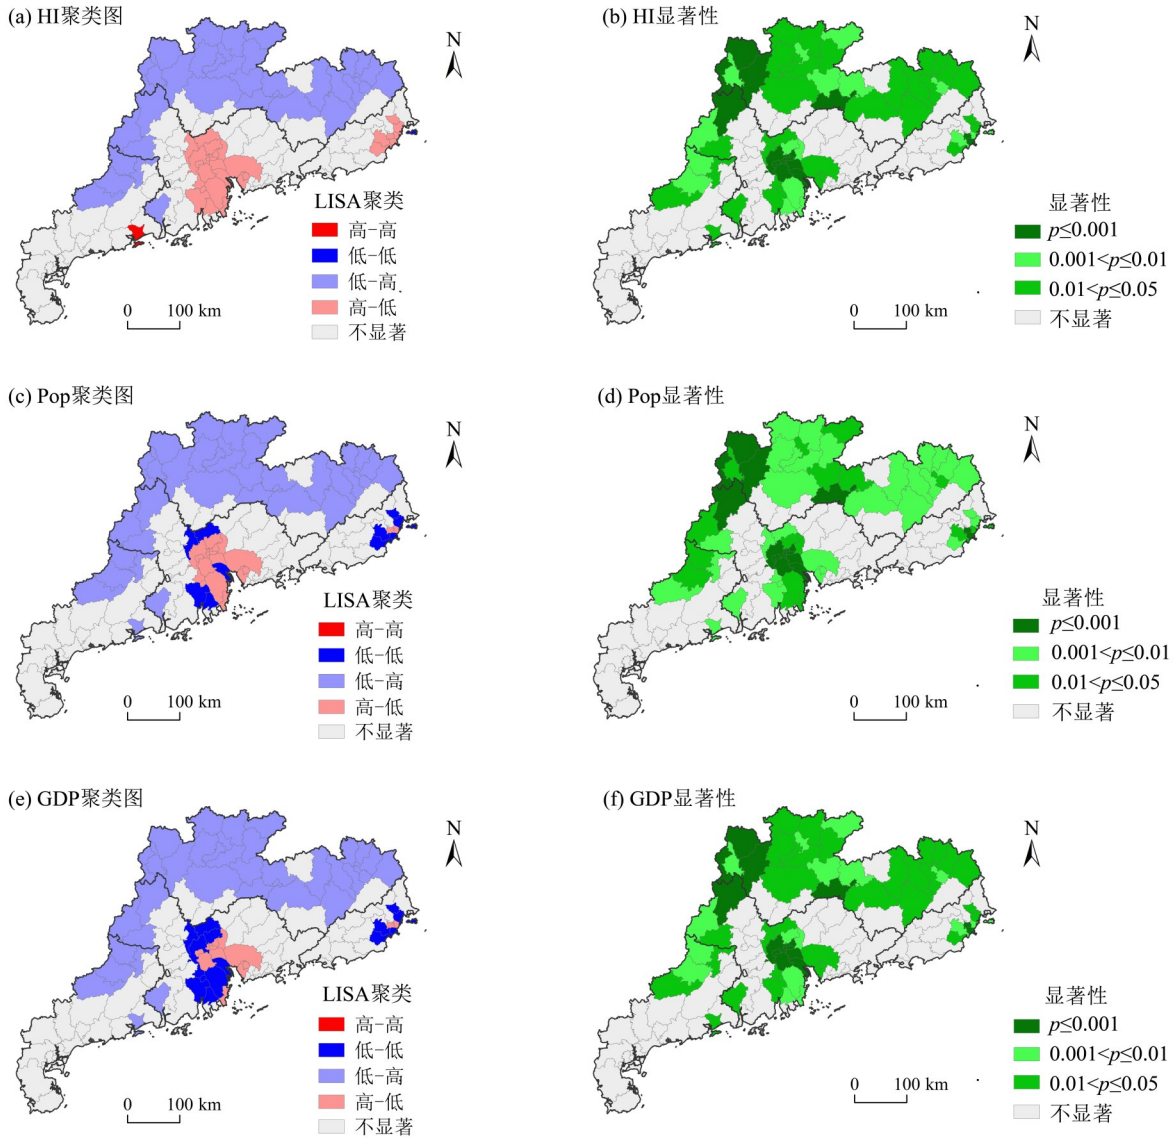 (a) HI聚类图
N
LISA聚类
高-高
低-低
低-高
高-低
不显著
0 100 km
(b) HI显著性
N
显著性
p≤0.001
0.001<p≤0.01
0.01<p≤0.05
不显著
0 100 km
(c) Pop聚类图
N
LISA聚类
高-高
低-低
低-高
高-低
不显著
0 100 km
(d) Pop显著性
N
显著性
p≤0.001
0.001<p≤0.01
0.01<p≤0.05
不显著
0 100 km
(e) GDP聚类图
N
LISA聚类
高-高
低-低
低-高
高-低
不显著
0 100 km
(f) GDP显著性
N
显著性
p≤0.001
0.001<p≤0.01
0.01<p≤0.05
不显著
0 100 km